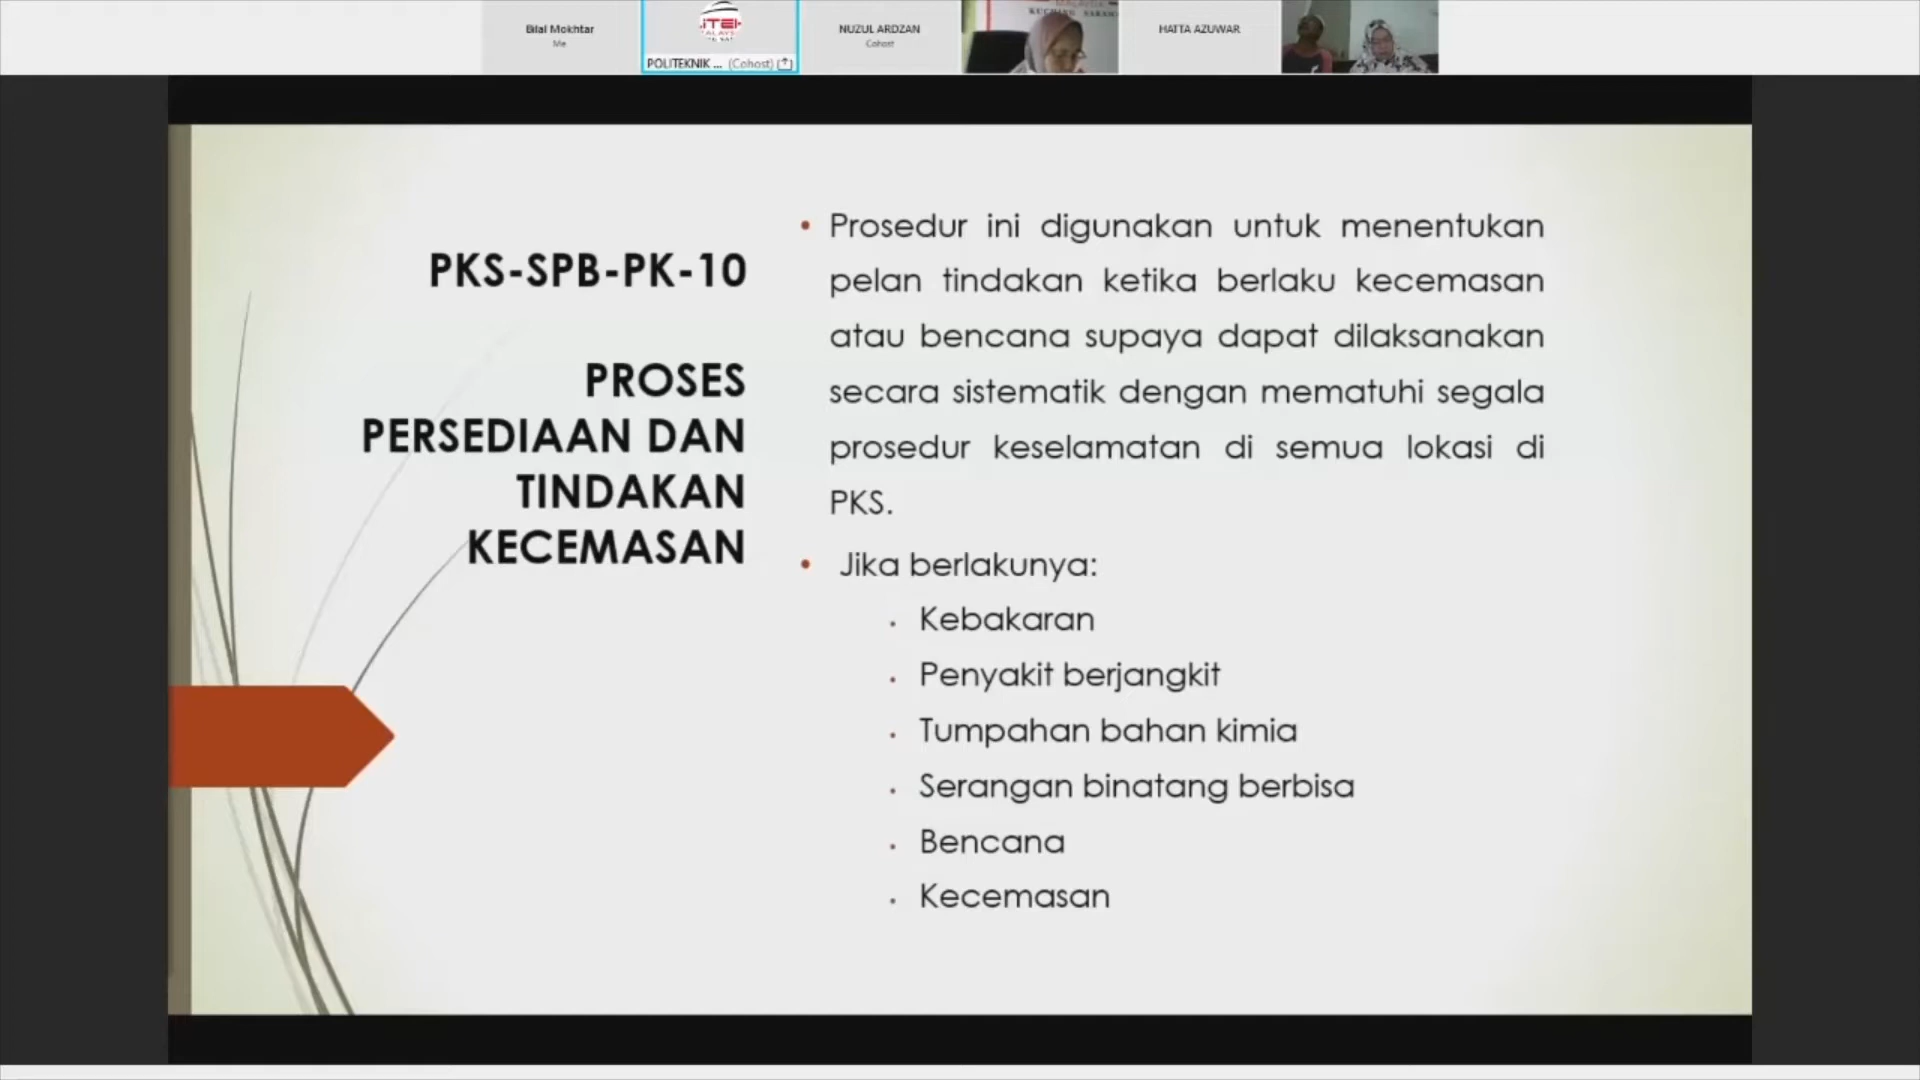 Bilal Mokhtar
Me
POLITEKNIK ... (Cohost)
NUZUL ARDZAN
Cohost
HATTA AZUWAR
PKS-SPB-PK-10
PROSES
PERSEDIAAN DAN
TINDAKAN
KECEMASAN
• Prosedur ini digunakan untuk menentukan
pelan tindakan ketika berlaku kecemasan
atau bencana supaya dapat dilaksanakan
secara sistematik dengan mematuhi segala
prosedur keselamatan di semua lokasi di
PKS.
• Jika berlakunya:
• Kebakaran
• Penyakit berjangkit
• Tumpahan bahan kimia
• Serangan binatang berbisa
• Bencana
• Kecemasan